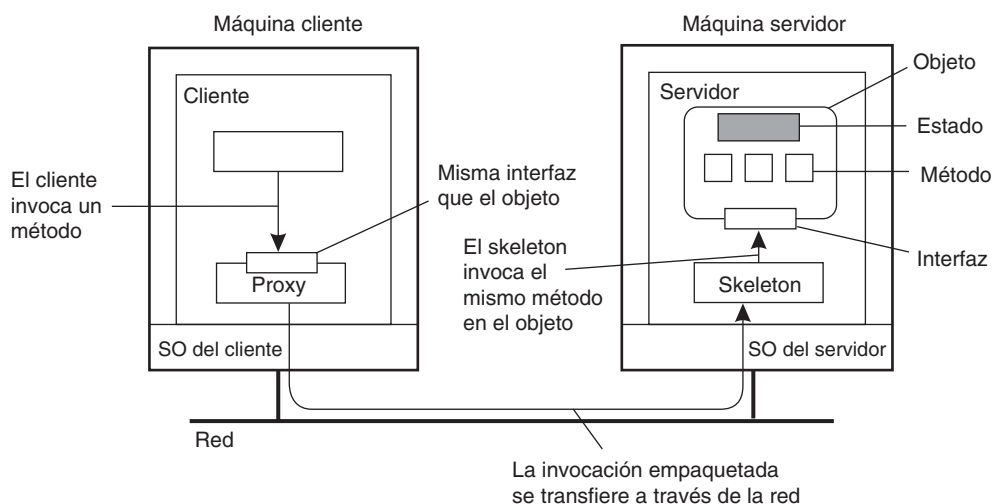 Máquina cliente
Máquina servidor
Cliente
El cliente
invoca un
método
Misma interfaz
que el objeto
Proxy
SO del cliente
Servidor
Objeto
Estado
Método
Interfaz
El skeleton
invoca el
mismo método
en el objeto
Skeleton
SO del servidor
Red
La invocación empaquetada
se transfiere a través de la red